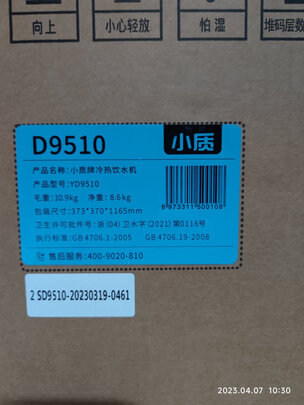 向上
小心轻放
怕湿
堆码层数
D9510
小质
产品名称:小质牌冷热饮水机
产品型号:YD9510
毛重:10.9kg 净重:8.6kg
包装尺寸:373*370*1165mm
卫生许可批件号:浙(04)卫水字(2021)第0116号
执行标准:GB 4706.1-2005 GB 4706.19-2008
6973311500106
售后服务:400-9020-810
2 SD9510-20230319-0461
2023.04.07 10:30